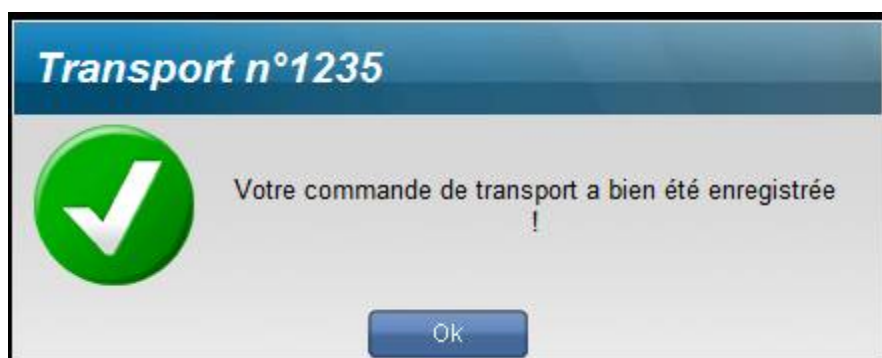 Transport n°1235
Votre commande de transport a bien été enregistrée
!
Ok